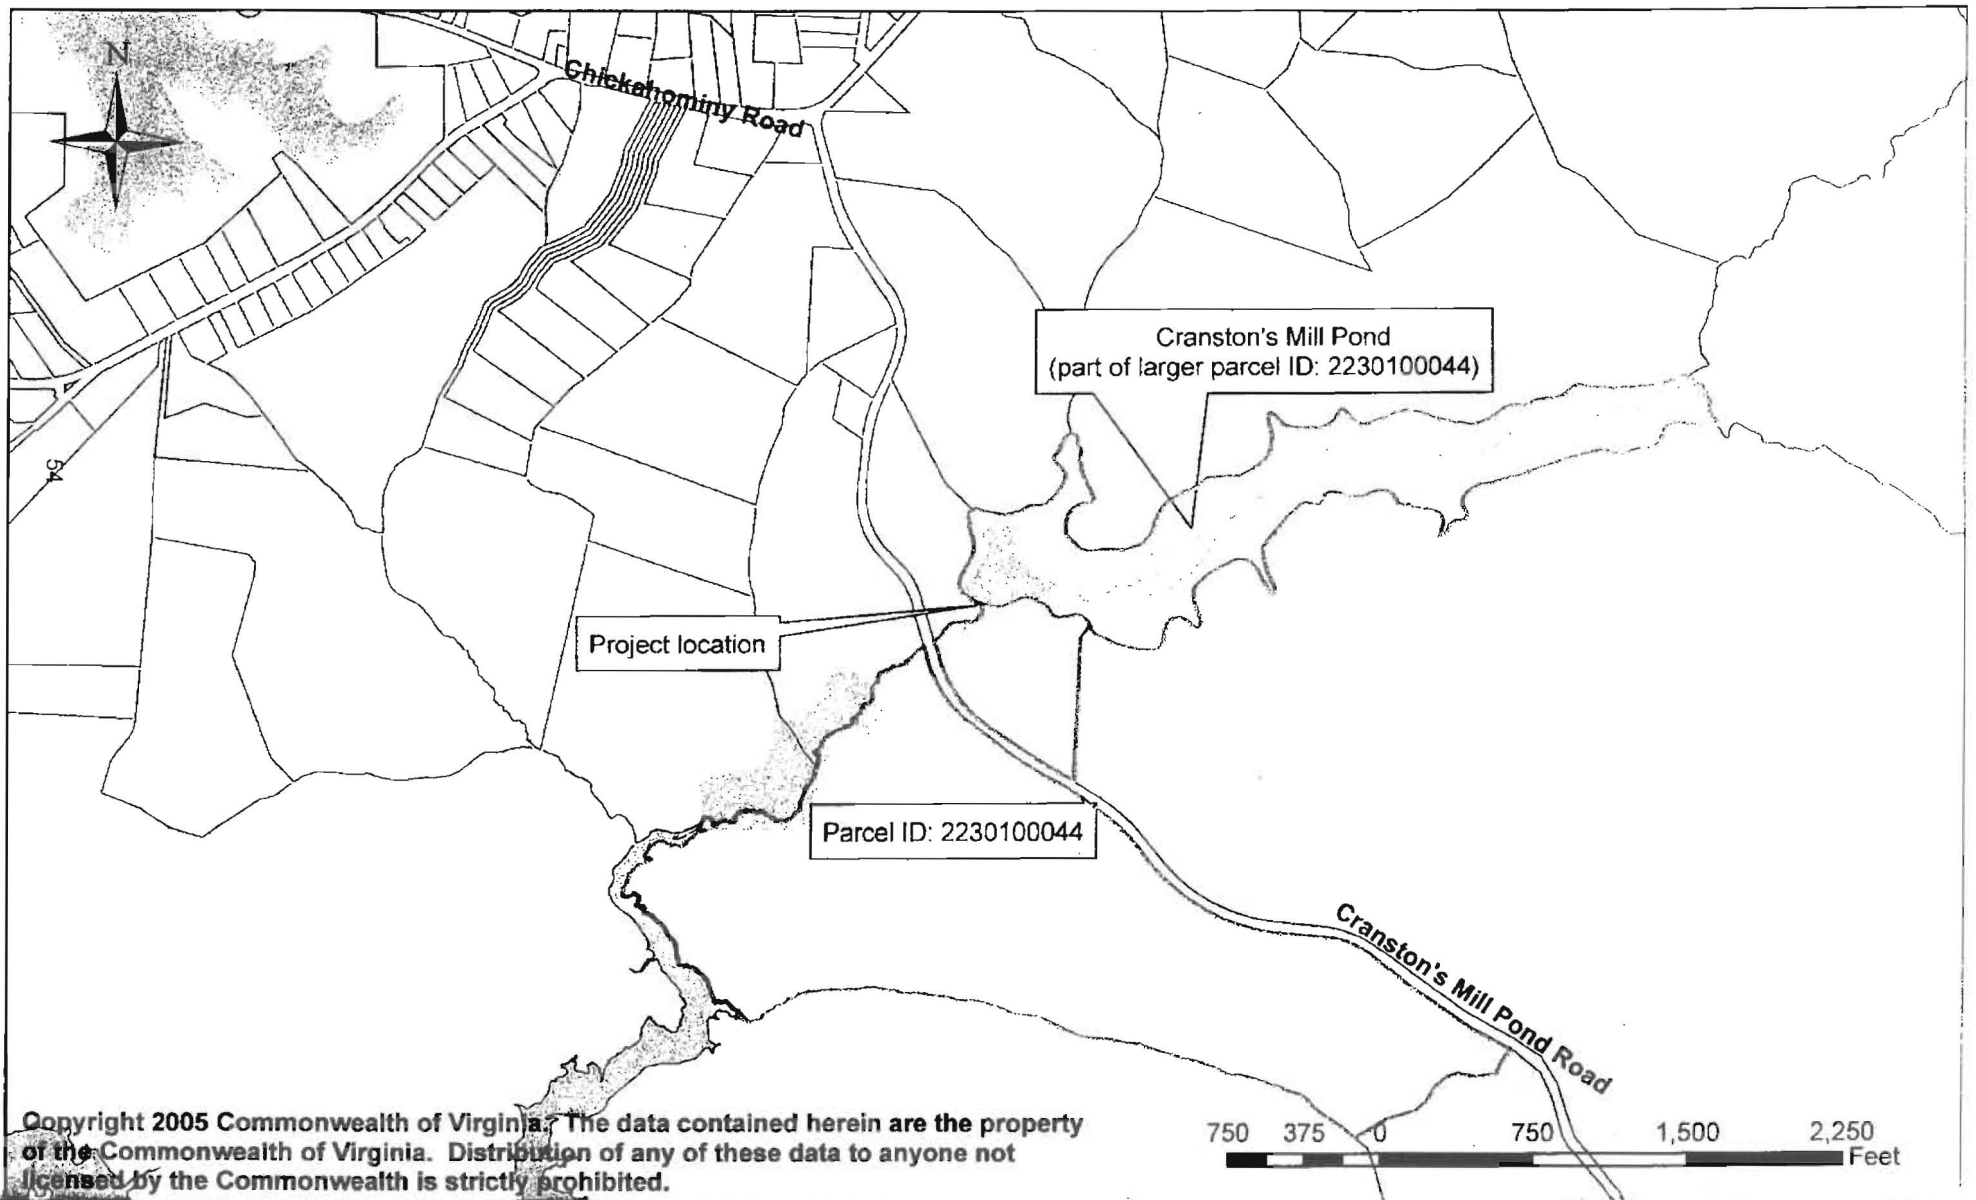 N
Chickahominy Road
Cranston's Mill Pond
(part of larger parcel ID: 2230100044)
54
Project location
Parcel ID: 2230100044
Cranston's Mill Pond Road
Copyright 2005 Commonwealth of Virginia. The data contained herein are the property
of the Commonwealth of Virginia. Distribution of any of these data to anyone not
licensed by the Commonwealth is strictly prohibited.
750 375 0 750 1,500 2,250
Feet